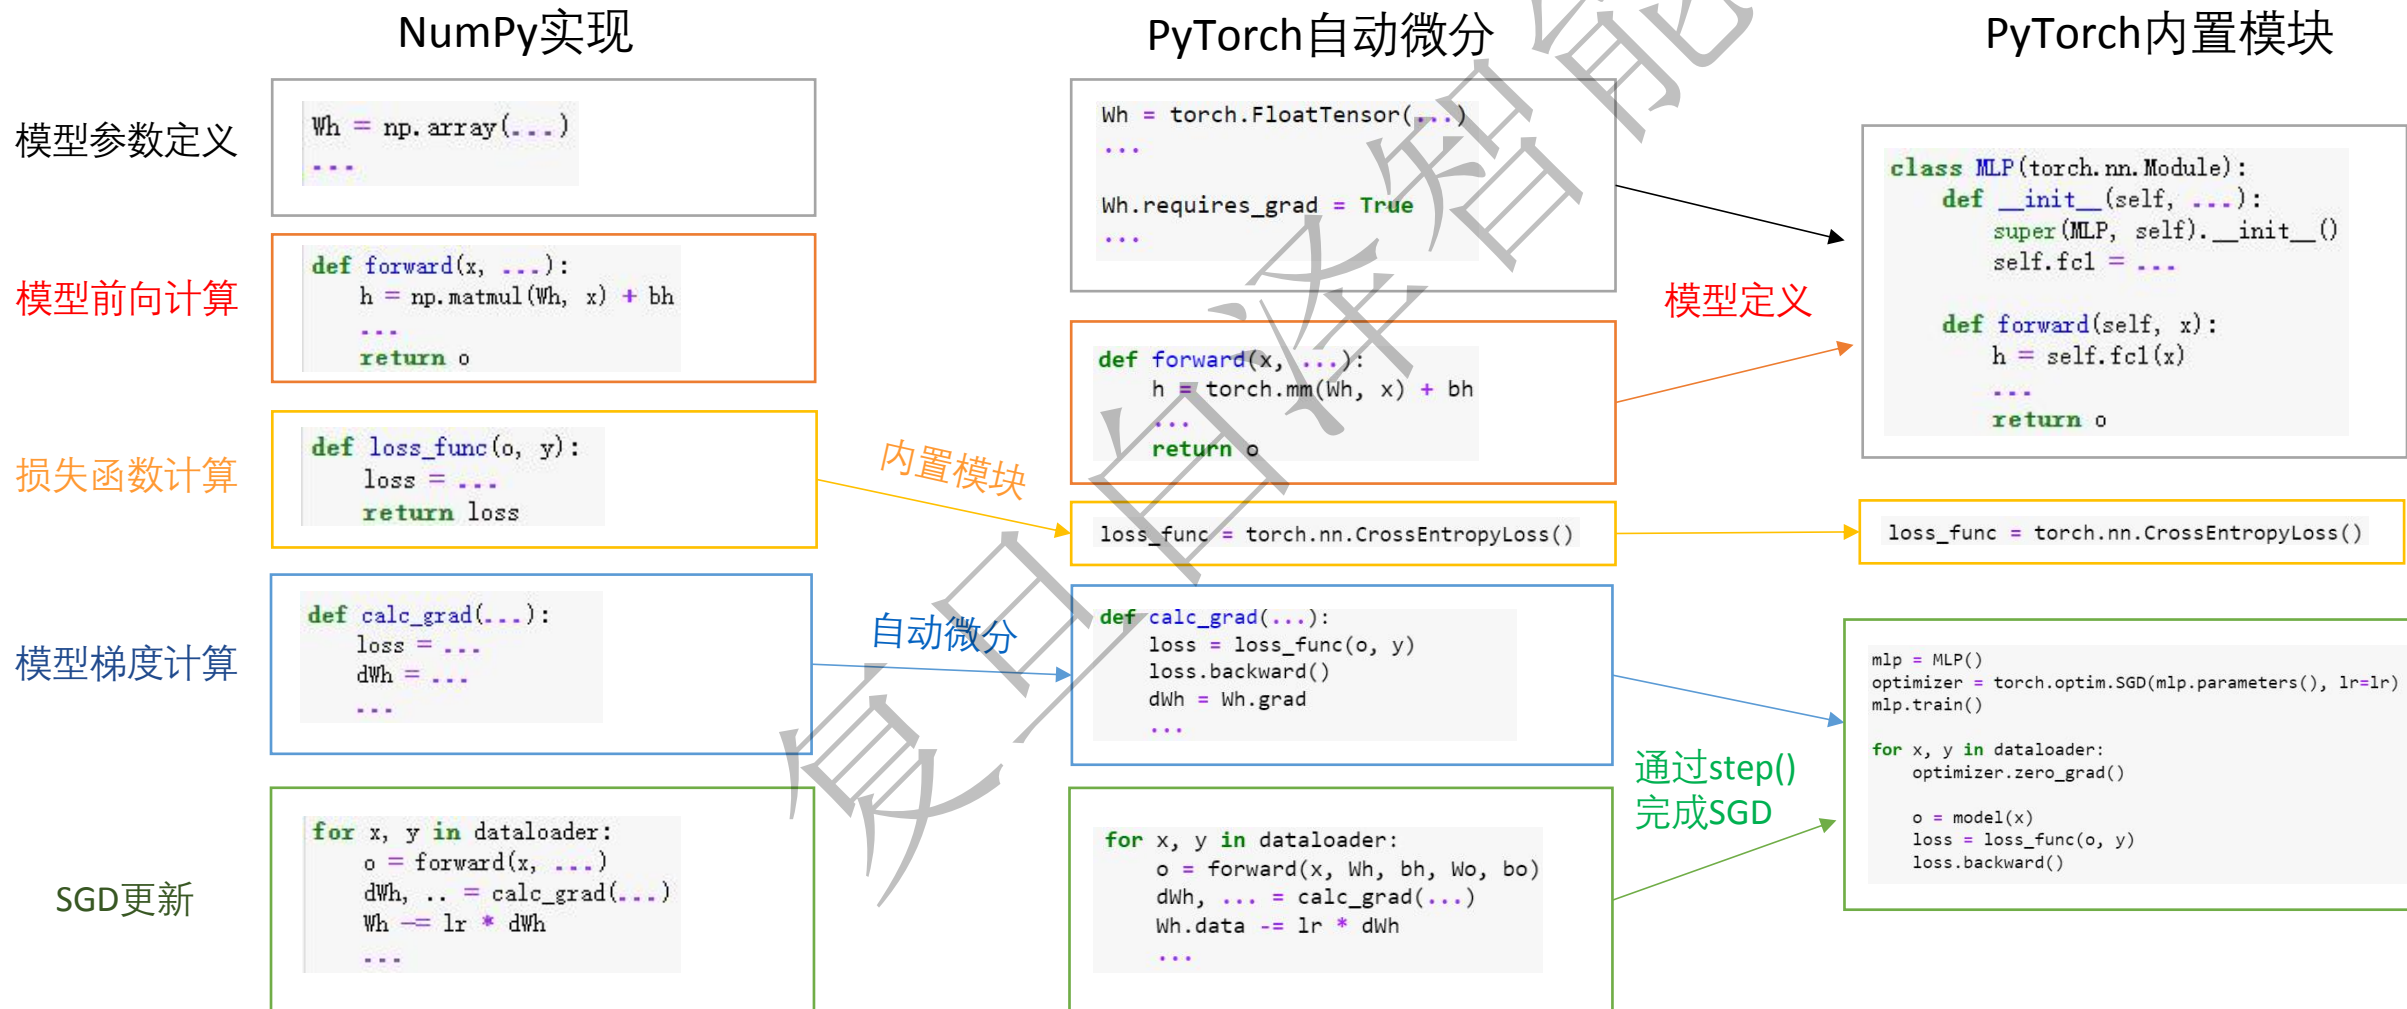 NumPy实现
PyTorch自动微分
PyTorch内置模块
模型参数定义
Wh = np.array(...)
...
Wh = torch.FloatTensor(...)
...
Wh.requires_grad = True
...
class MLP(torch.nn.Module):
    def __init__(self, ...):
        super(MLP, self).__init__()
        self.fc1 = ...
    def forward(self, x):
        h = self.fc1(x)
        ...
        return o
模型前向计算
def forward(x, ...):
    h = np.matmul(Wh, x) + bh
    ...
    return o
def forward(x, ...):
    h = torch.mm(Wh, x) + bh
    ...
    return o
模型定义
损失函数计算
def loss_func(o, y):
    loss = ...
    return loss
内置模块
loss_func = torch.nn.CrossEntropyLoss()
loss_func = torch.nn.CrossEntropyLoss()
模型梯度计算
def calc_grad(...):
    loss = ...
    dWh = ...
    ...
自动微分
def calc_grad(...):
    loss = loss_func(o, y)
    loss.backward()
    dWh = Wh.grad
    ...
mlp = MLP()
optimizer = torch.optim.SGD(mlp.parameters(), lr=lr)
mlp.train()
for x, y in dataloader:
    optimizer.zero_grad()
    o = model(x)
    loss = loss_func(o, y)
    loss.backward()
SGD更新
for x, y in dataloader:
    o = forward(x, ...)
    dWh, .. = calc_grad(...)
    Wh -= lr * dWh
    ...
for x, y in dataloader:
    o = forward(x, Wh, bh, Wo, bo)
    dWh, ... = calc_grad(...)
    Wh.data -= lr * dWh
    ...
通过step()
完成SGD
复旦白泽智能